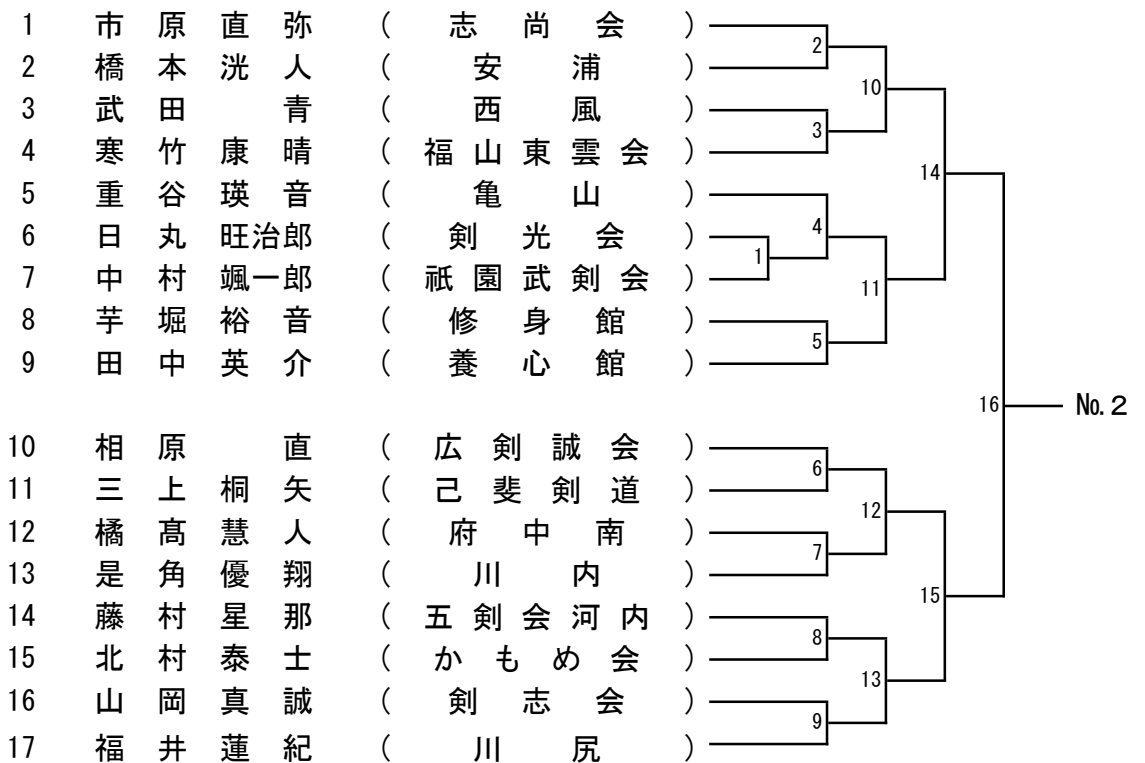 1 市原直弥 (志尚会)
2 橋本洸人 (安浦)
3 武田青 (西風)
4 寒竹康晴 (福山東雲会)
5 重谷瑛音 (亀山)
6 日丸旺治郎 (剣光会)
7 中村颯一郎 (祇園武剣会)
8 芋堀裕音 (修身館)
9 田中英介 (養心館)
10 相原直 (広剣誠会)
11 三上桐矢 (己斐剣道)
12 橘髙慧人 (府中南)
13 是角優翔 (川内)
14 藤村星那 (五剣会河内)
15 北村泰士 (かもめ会)
16 山岡真誠 (剣志会)
17 福井蓮紀 (川尻)
2
10
3
14
4
1
11
5
16 №.2
6
12
7
15
8
13
9